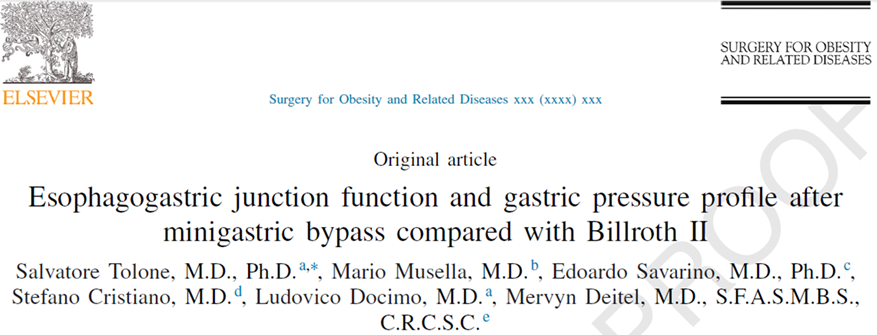 ELSEVIER
SURGERY FOR OBESITY
AND RELATED DISEASES
Surgery for Obesity and Related Diseases xxx (xxxx) xxx
PROOF
Original article
Esophagogastric junction function and gastric pressure profile after
minigastric bypass compared with Billroth II
Salvatore Tolone, M.D., Ph.D.a,*, Mario Musella, M.D.b, Edoardo Savarino, M.D., Ph.D.c,
Stefano Cristiano, M.D.d, Ludovico Docimo, M.D.a, Mervyn Deitel, M.D., S.F.A.S.M.B.S.,
C.R.C.S.C.e